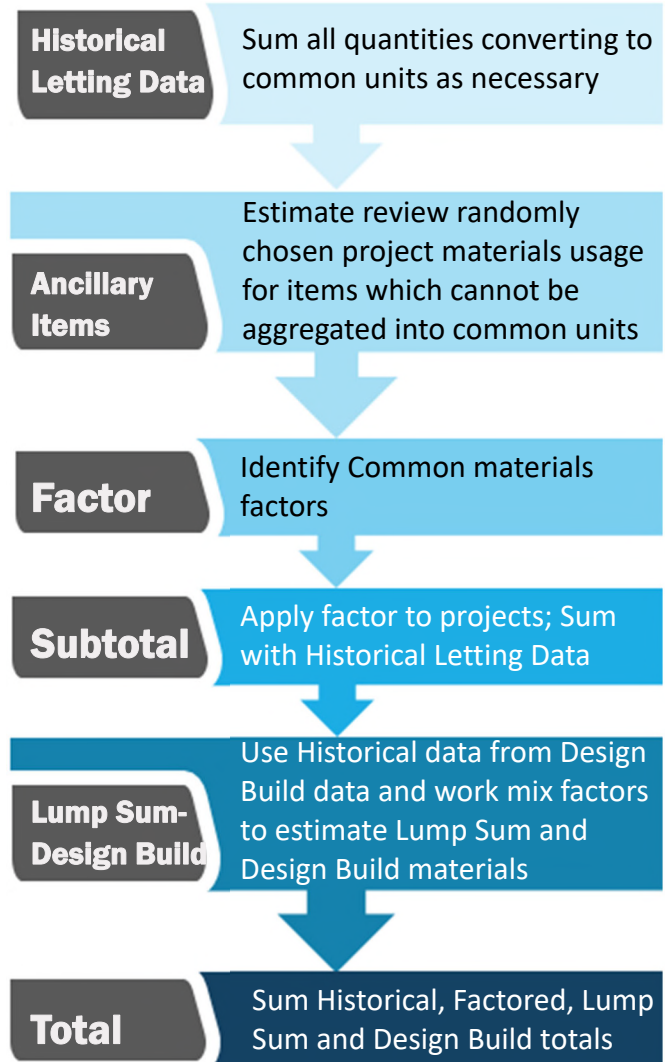 Historical
Letting Data
Sum all quantities converting to
common units as necessary
Ancillary
Items
Estimate review randomly
chosen project materials usage
for items which cannot be
aggregated into common units
Factor
Identify Common materials
factors
Subtotal
Apply factor to projects; Sum
with Historical Letting Data
Lump Sum-
Design Build
Use Historical data from Design
Build data and work mix factors
to estimate Lump Sum and
Design Build materials
Total
Sum Historical, Factored, Lump
Sum and Design Build totals